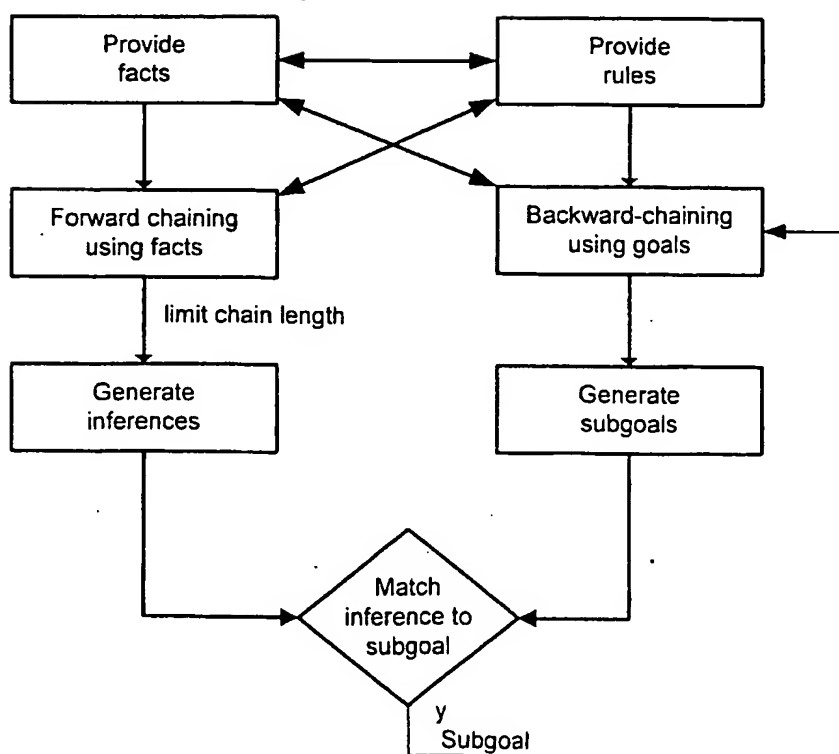 Provide
facts
Provide
rules
Forward chaining
using facts
Backward-chaining
using goals
limit chain length
Generate
inferences
Generate
subgoals
Match
inference to
subgoal
y
Subgoal